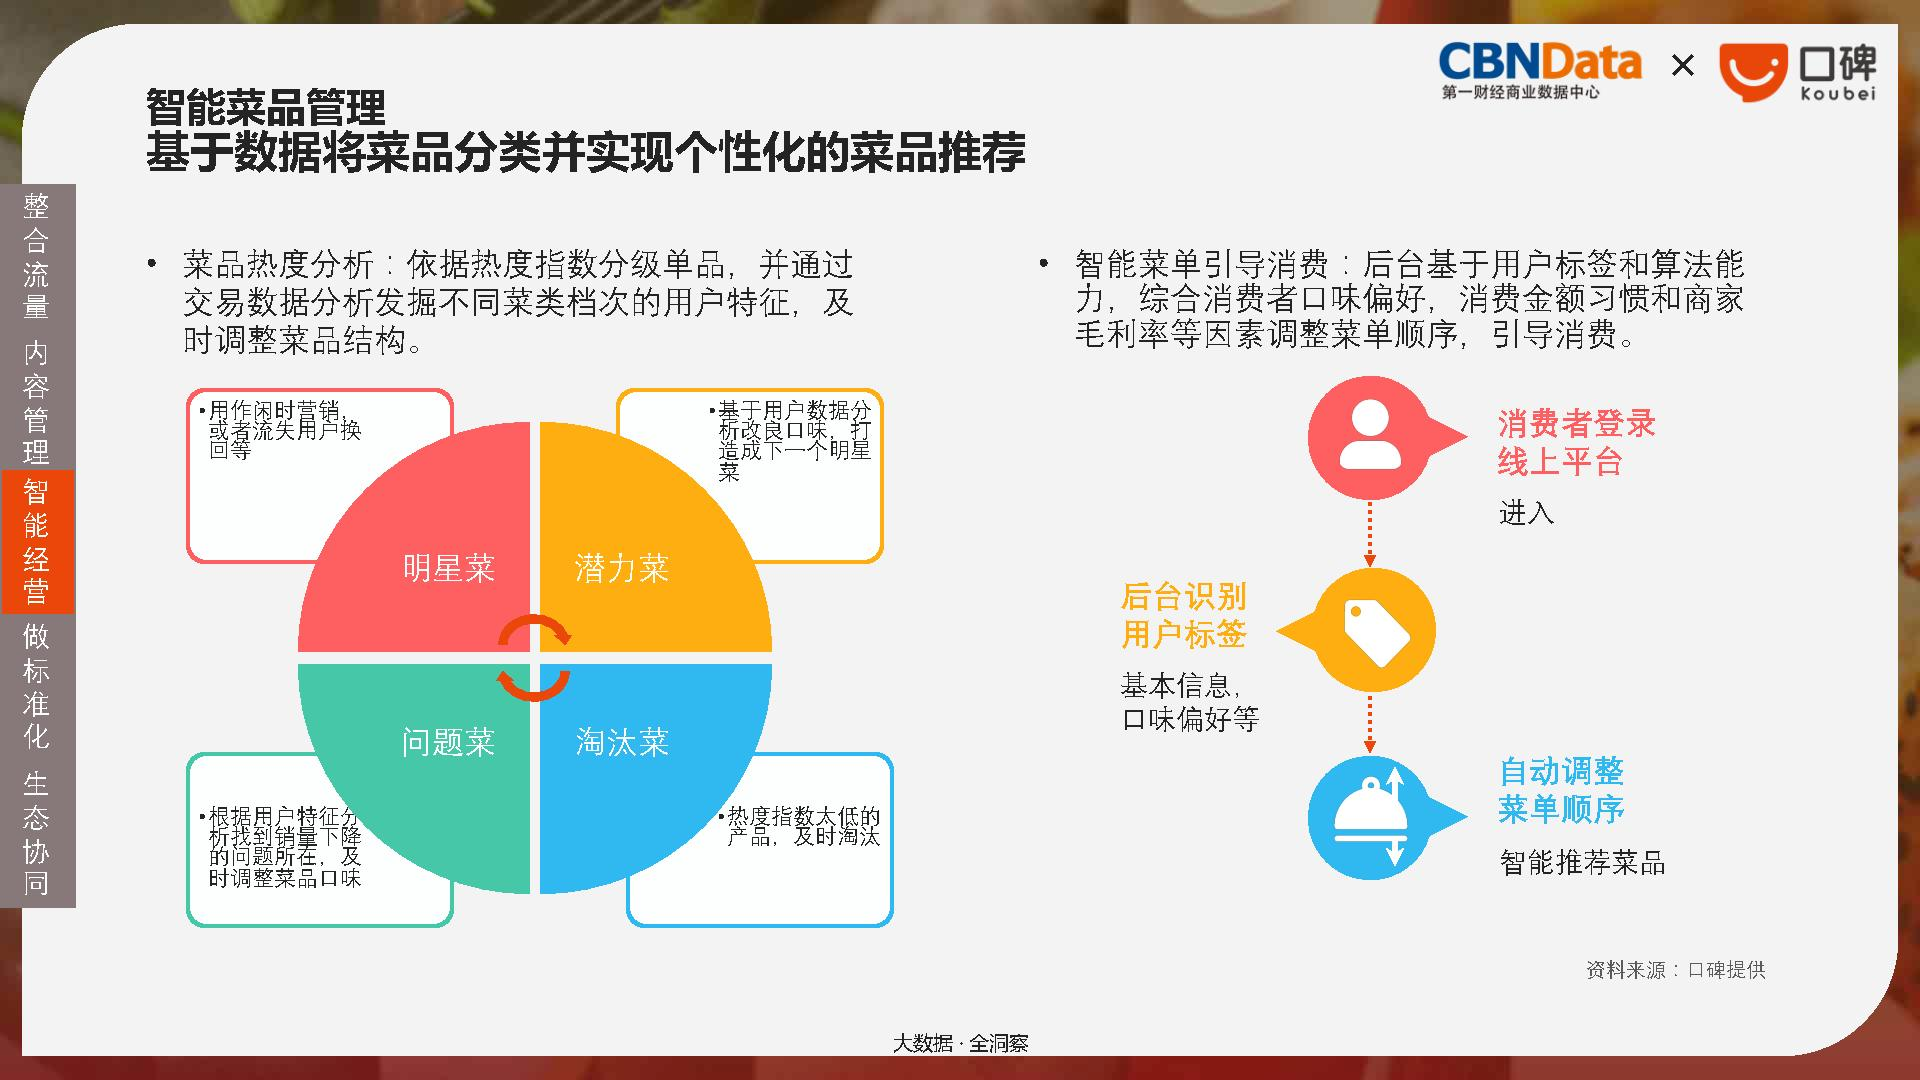 CBNData
第一财经商业数据中心
×
口碑
Koubei
智能菜品管理
基于数据将菜品分类并实现个性化的菜品推荐
整合流量
内容管理
智能经营
做标准化
生态协同
•菜品热度分析：依据热度指数分级单品，并通过
交易数据分析发掘不同菜类档次的用户特征，及
时调整菜品结构。
•用作闲时营销，
或者流失用户换
回等
•基于用户数据分
析改良口味，打
造成下一个明星
菜
明星菜
潜力菜
问题菜
淘汰菜
•根据用户特征分
析找到销量下降
的问题所在，及
时调整菜品口味
•热度指数太低的
产品，及时淘汰
•智能菜单引导消费：后台基于用户标签和算法能
力，综合消费者口味偏好，消费金额习惯和商家
毛利率等因素调整菜单顺序，引导消费。
消费者登录
线上平台
进入
后台识别
用户标签
基本信息，
口味偏好等
自动调整
菜单顺序
智能推荐菜品
资料来源：口碑提供
大数据·全洞察